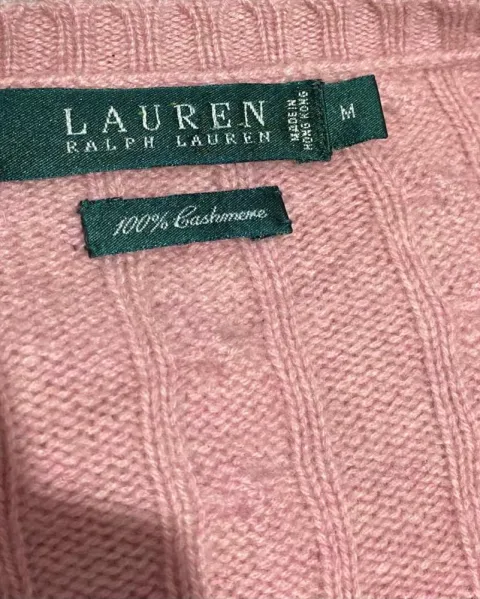 LAUREN
RALPH LAUREN
MADE IN
HONG KONG
M
100% Cashmere